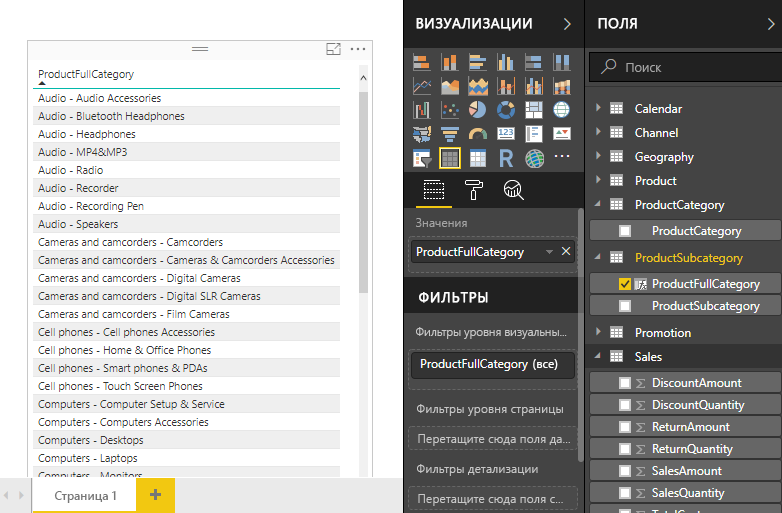 ProductFullCategory
Audio - Audio Accessories
Audio - Bluetooth Headphones
Audio - Headphones
Audio - MP4&MP3
Audio - Radio
Audio - Recorder
Audio - Recording Pen
Audio - Speakers
Cameras and camcorders - Camcorders
Cameras and camcorders - Cameras & Camcorders Accessories
Cameras and camcorders - Digital Cameras
Cameras and camcorders - Digital SLR Cameras
Cameras and camcorders - Film Cameras
Cell phones - Cell phones Accessories
Cell phones - Home & Office Phones
Cell phones - Smart phones & PDAs
Cell phones - Touch Screen Phones
Computers - Computer Setup & Service
Computers - Computers Accessories
Computers - Desktops
Computers - Laptops
Computers - Monitors
Страница 1
ВИЗУАЛИЗАЦИИ
123
R
Значения
ProductFullCategory
ФИЛЬТРЫ
Фильтры уровня визуальны...
ProductFullCategory (все)
Фильтры уровня страницы
Перетащите сюда поля да...
Фильтры детализации
Перетащите сюда поля с...
ПОЛЯ
Поиск
Calendar
Channel
Geography
Product
ProductCategory
ProductCategory
ProductSubcategory
ProductFullCategory
ProductSubcategory
Promotion
Sales
DiscountAmount
DiscountQuantity
ReturnAmount
ReturnQuantity
SalesAmount
SalesQuantity